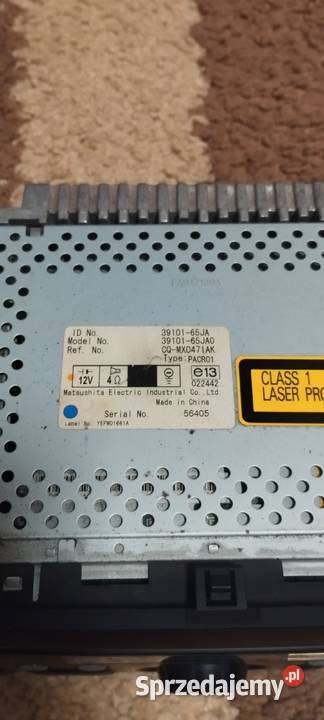 ID No. 39101-65JA
Model No. 39101-65JA0
Ref. No. CQ-MX0471AK
Type: PACR01
12V 4Ω e13
022442
Matsushita Electric Industrial Co., Ltd.
Made in China
Serial No. 56405
Label No. YEFM01661A
CLASS 1
LASER PRO
Sprzedajemy.pl